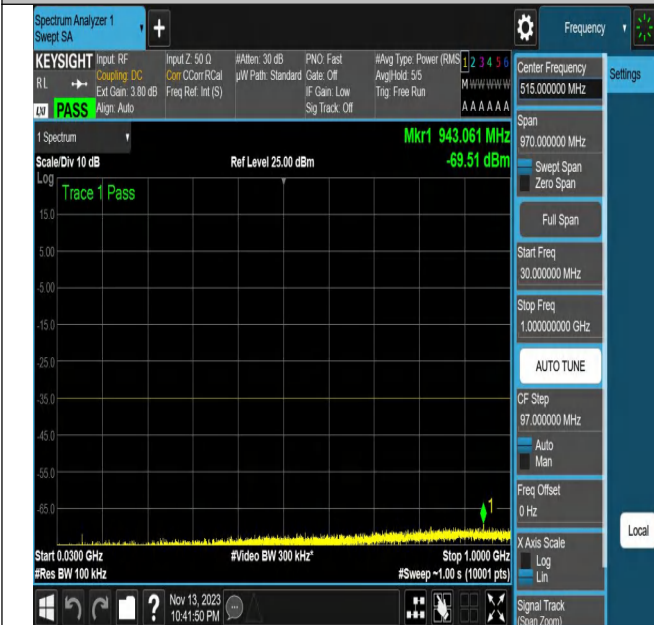 Spectrum Analyzer 1
Swept SA
Frequency
Settings
KEYSIGHT
RL
LXI PASS
Input: RF
Coupling: DC
Ext Gain: 3.80 dB
Align: Auto
Input Z: 50 Ω
Corr CCorr RCal
Freq Ref: Int (S)
#Atten: 30 dB
µW Path: Standard
PNO: Fast
Gate: Off
IF Gain: Low
Sig Track: Off
#Avg Type: Power (RMS
Avg|Hold: 5/5
Trig: Free Run
1 2 3 4 5 6
M W W W W W
A A A A A A
1 Spectrum
Scale/Div 10 dB
Ref Level 25.00 dBm
Mkr1 943.061 MHz
-69.51 dBm
Log
Trace 1 Pass
15.0
5.00
-5.00
-15.0
-25.0
-35.0
-45.0
-55.0
-65.0
1
Start 0.0300 GHz
#Video BW 300 kHz*
Stop 1.0000 GHz
#Res BW 100 kHz
#Sweep ~1.00 s (10001 pts)
?
Nov 13, 2023
10:41:50 PM
Center Frequency
515.000000 MHz
Span
970.000000 MHz
Swept Span
Zero Span
Full Span
Start Freq
30.000000 MHz
Stop Freq
1.000000000 GHz
AUTO TUNE
CF Step
97.000000 MHz
Auto
Man
Freq Offset
0 Hz
X Axis Scale
Log
Lin
Signal Track
(Span Zoom)
Local